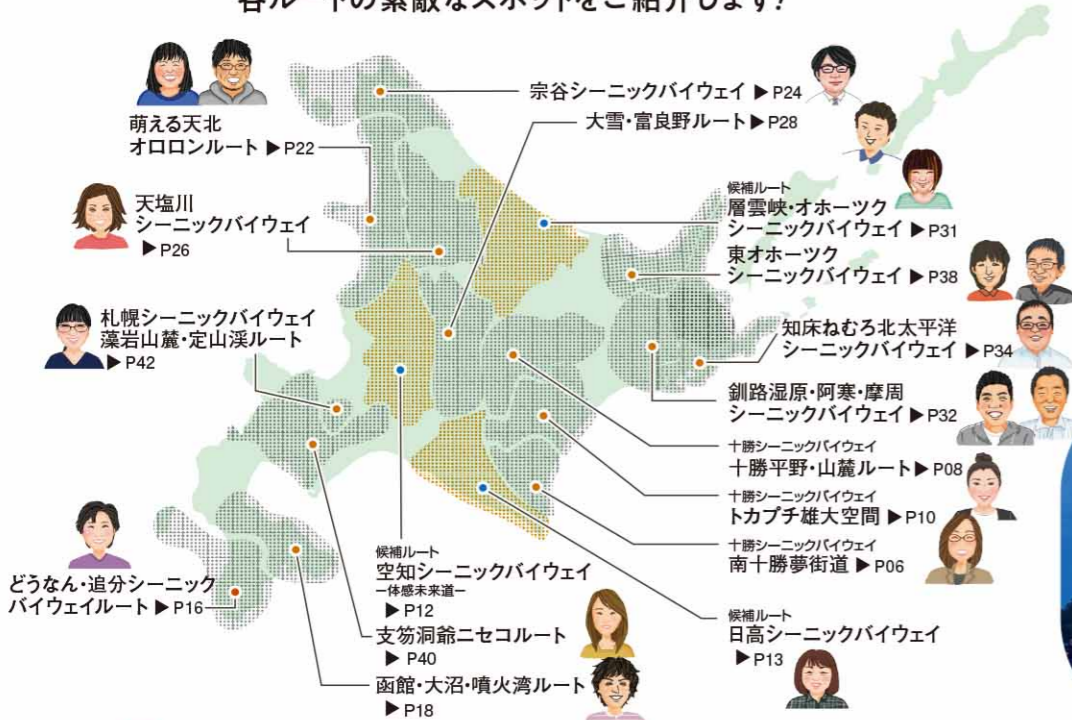 各ルートの素敵なスポットをご紹介します!
萌える天北
オロロンルート ▶P22
天塩川
シーニックバイウェイ
▶P26
札幌シーニックバイウェイ
藻岩山麓・定山渓ルート
▶P42
どうなん・追分シーニック
バイウェイルート ▶P16
宗谷シーニックバイウェイ ▶P24
大雪・富良野ルート ▶P28
候補ルート
層雲峡・オホーツク
シーニックバイウェイ ▶P31
東オホーツク
シーニックバイウェイ ▶P38
知床ねむろ北太平洋
シーニックバイウェイ ▶P34
釧路湿原・阿寒・摩周
シーニックバイウェイ ▶P32
十勝シーニックバイウェイ
十勝平野・山麓ルート ▶P08
十勝シーニックバイウェイ
トカプチ雄大空間 ▶P10
十勝シーニックバイウェイ
南十勝夢街道 ▶P06
候補ルート
空知シーニックバイウェイ
ー体感未来道ー
▶P12
支笏洞爺ニセコルート
▶P40
函館・大沼・噴火湾ルート
▶P18
候補ルート
日高シーニックバイウェイ
▶P13